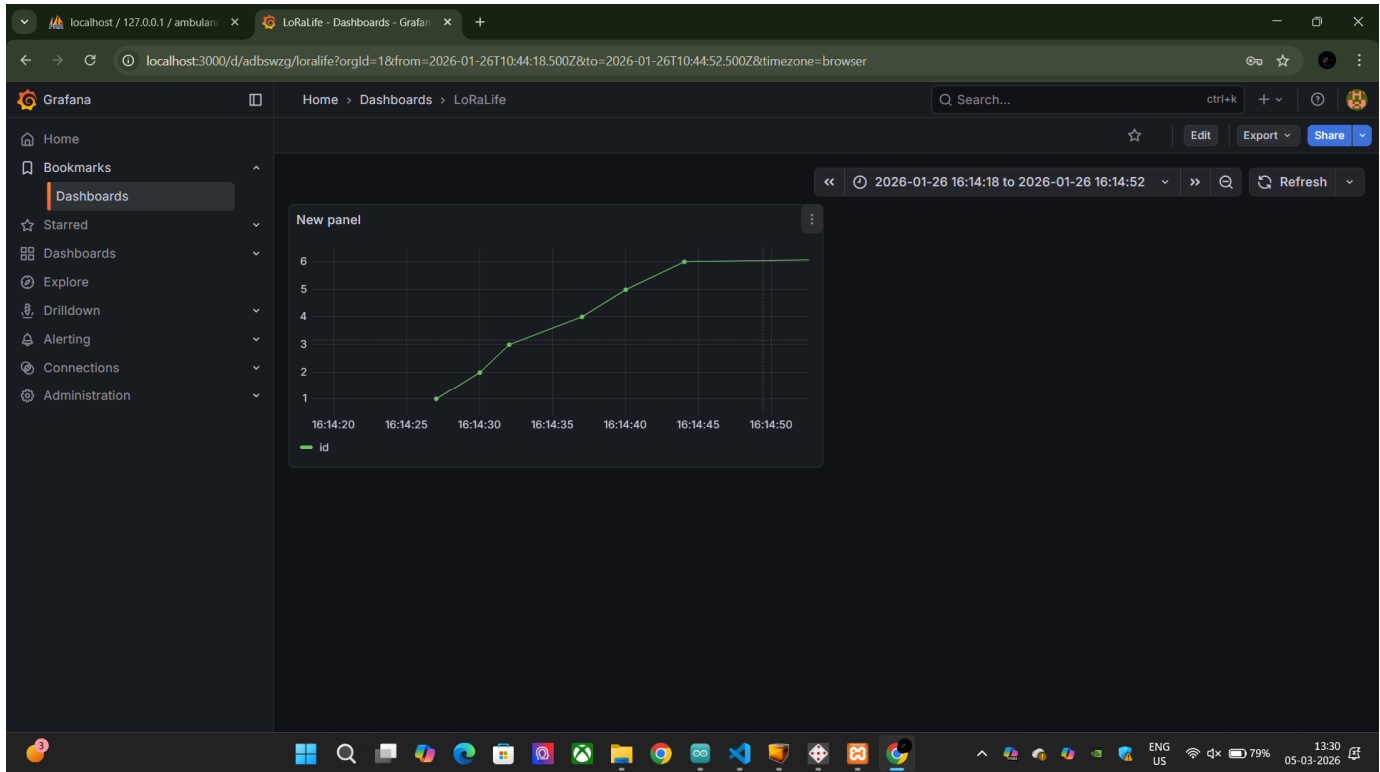 localhost / 127.0.0.1 / ambulanc
LoRaLife - Dashboards - Grafan
localhost:3000/d/adbswzg/loralife?orgId=1&from=2026-01-26T10:44:18.500Z&to=2026-01-26T10:44:52.500Z&timezone=browser
Grafana
Home › Dashboards › LoRaLife
Search...
ctrl+k
Home
Bookmarks
Dashboards
Starred
Dashboards
Explore
Drilldown
Alerting
Connections
Administration
Edit
Export
Share
2026-01-26 16:14:18 to 2026-01-26 16:14:52
Refresh
New panel
6
5
4
3
2
1
16:14:20 16:14:25 16:14:30 16:14:35 16:14:40 16:14:45 16:14:50
id
3
ENG
US
79%
13:30
05-03-2026